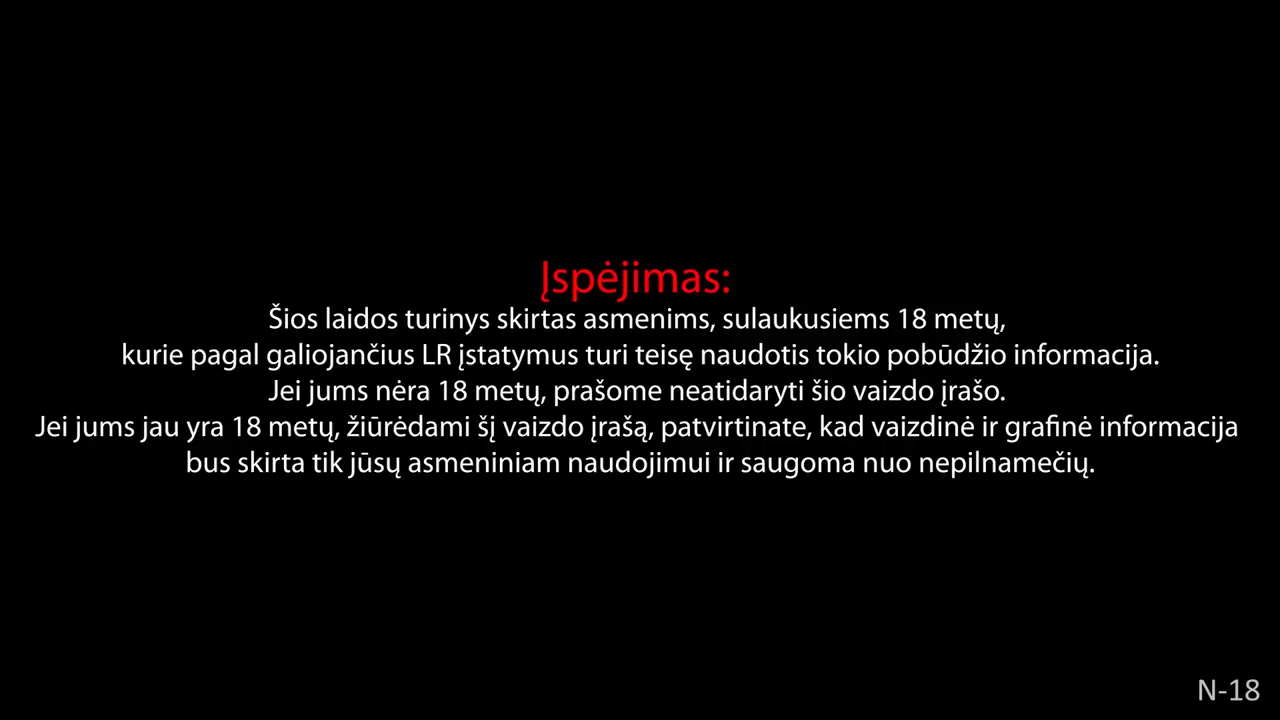 Įspėjimas:
Šios laidos turinys skirtas asmenims, sulaukusiems 18 metų,
kurie pagal galiojančius LR įstatymus turi teisę naudotis tokio pobūdžio informacija.
Jei jums nėra 18 metų, prašome neatidaryti šio vaizdo įrašo.
Jei jums jau yra 18 metų, žiūrėdami šį vaizdo įrašą, patvirtinate, kad vaizdinė ir grafinė informacija
bus skirta tik jūsų asmeniniam naudojimui ir saugoma nuo nepilnamečių.
N-18